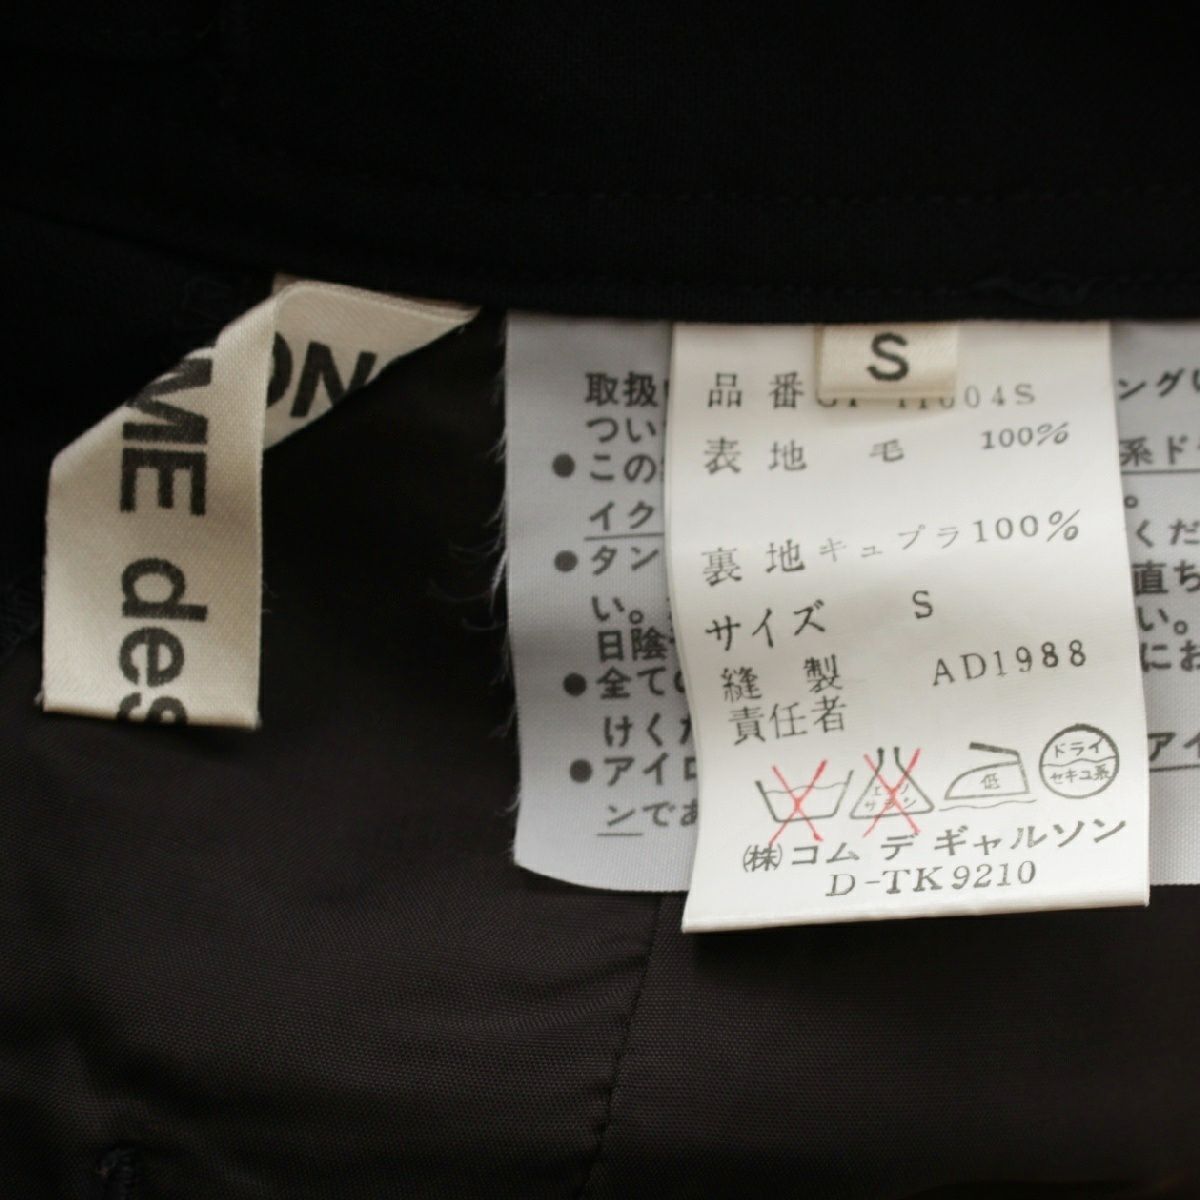 ME des
ON
S
品番 004S
表地 毛 100%
裏地 キュプラ 100%
サイズ S
縫製 AD1988
責任者
低
ドライ
セキユ系
(株)コム デ ギャルソン
D-TK9210
取扱
つい
●この
イク
●タン
い。
日陰
●全ての
けくだ
●アイロ
ンであ
ング
系ド
。
くだ
直ち
い。
にお
アイ